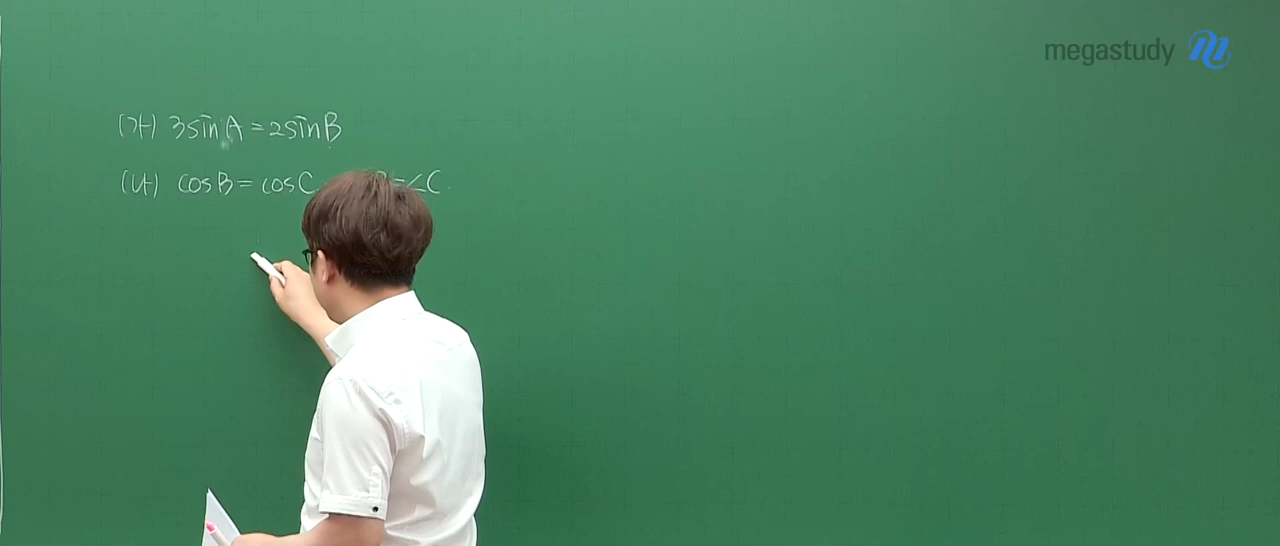 megastudy
(가) 3sinA=2sinB
(나) cosB=cosC =∠C.